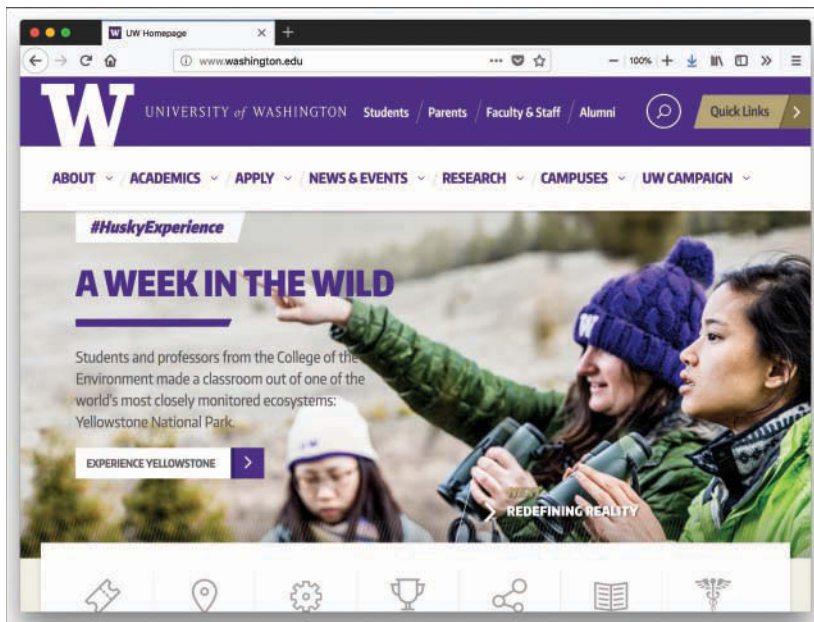 UW Homepage
www.washington.edu
100%
W UNIVERSITY of WASHINGTON Students / Parents / Faculty & Staff / Alumni Quick Links
ABOUT / ACADEMICS / APPLY / NEWS & EVENTS / RESEARCH / CAMPUSES / UW CAMPAIGN
#HuskyExperience
A WEEK IN THE WILD
W
Students and professors from the College of the
Environment made a classroom out of one of the
world's most closely monitored ecosystems:
Yellowstone National Park.
EXPERIENCE YELLOWSTONE
NEXT
REDEFINING REALITY